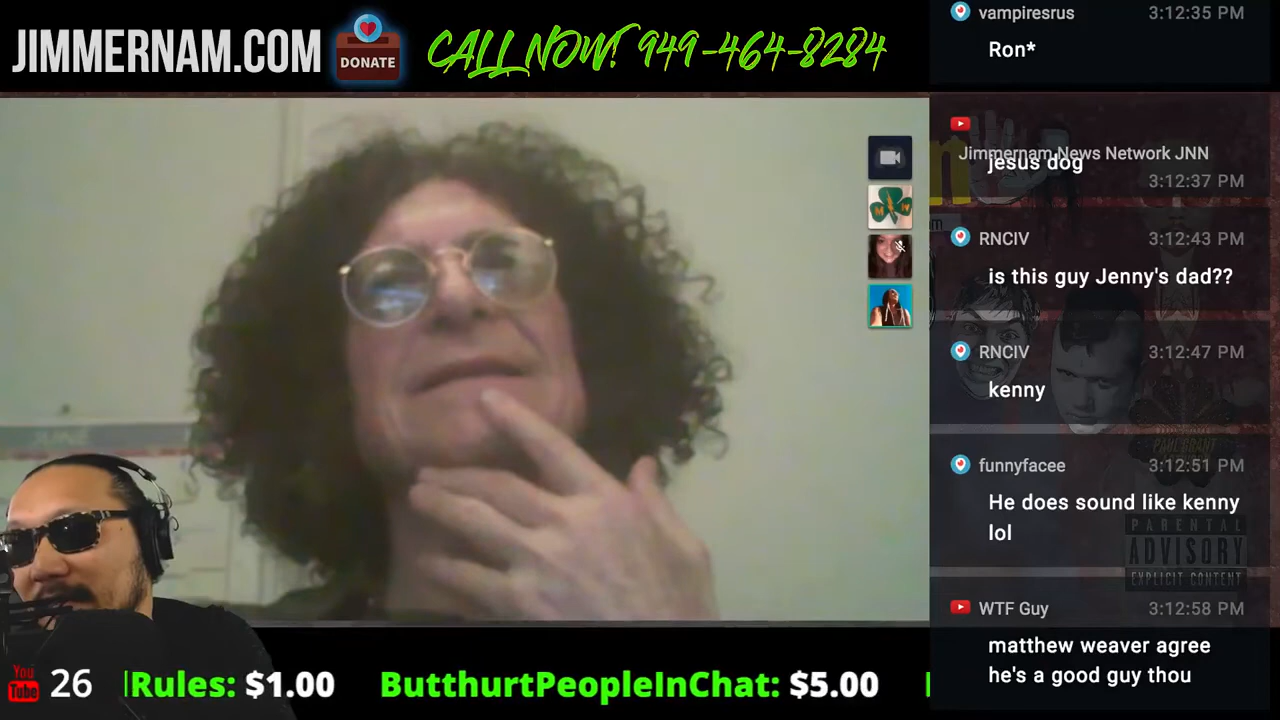 JIMMERNAM.COM
DONATE
CALL NOW! 949-464-8284
vampiresrus 3:12:35 PM
Ron*
Jimmernam News Network JNN
jesus dog
3:12:37 PM
RNCIV 3:12:43 PM
is this guy Jenny's dad??
RNCIV 3:12:47 PM
kenny
funnyfacee 3:12:51 PM
He does sound like kenny
lol
PARENTAL
ADVISORY
EXPLICIT CONTENT
WTF Guy 3:12:58 PM
matthew weaver agree
he's a good guy thou
JUNE
You
Tube
26
Rules: $1.00
ButthurtPeopleInChat: $5.00